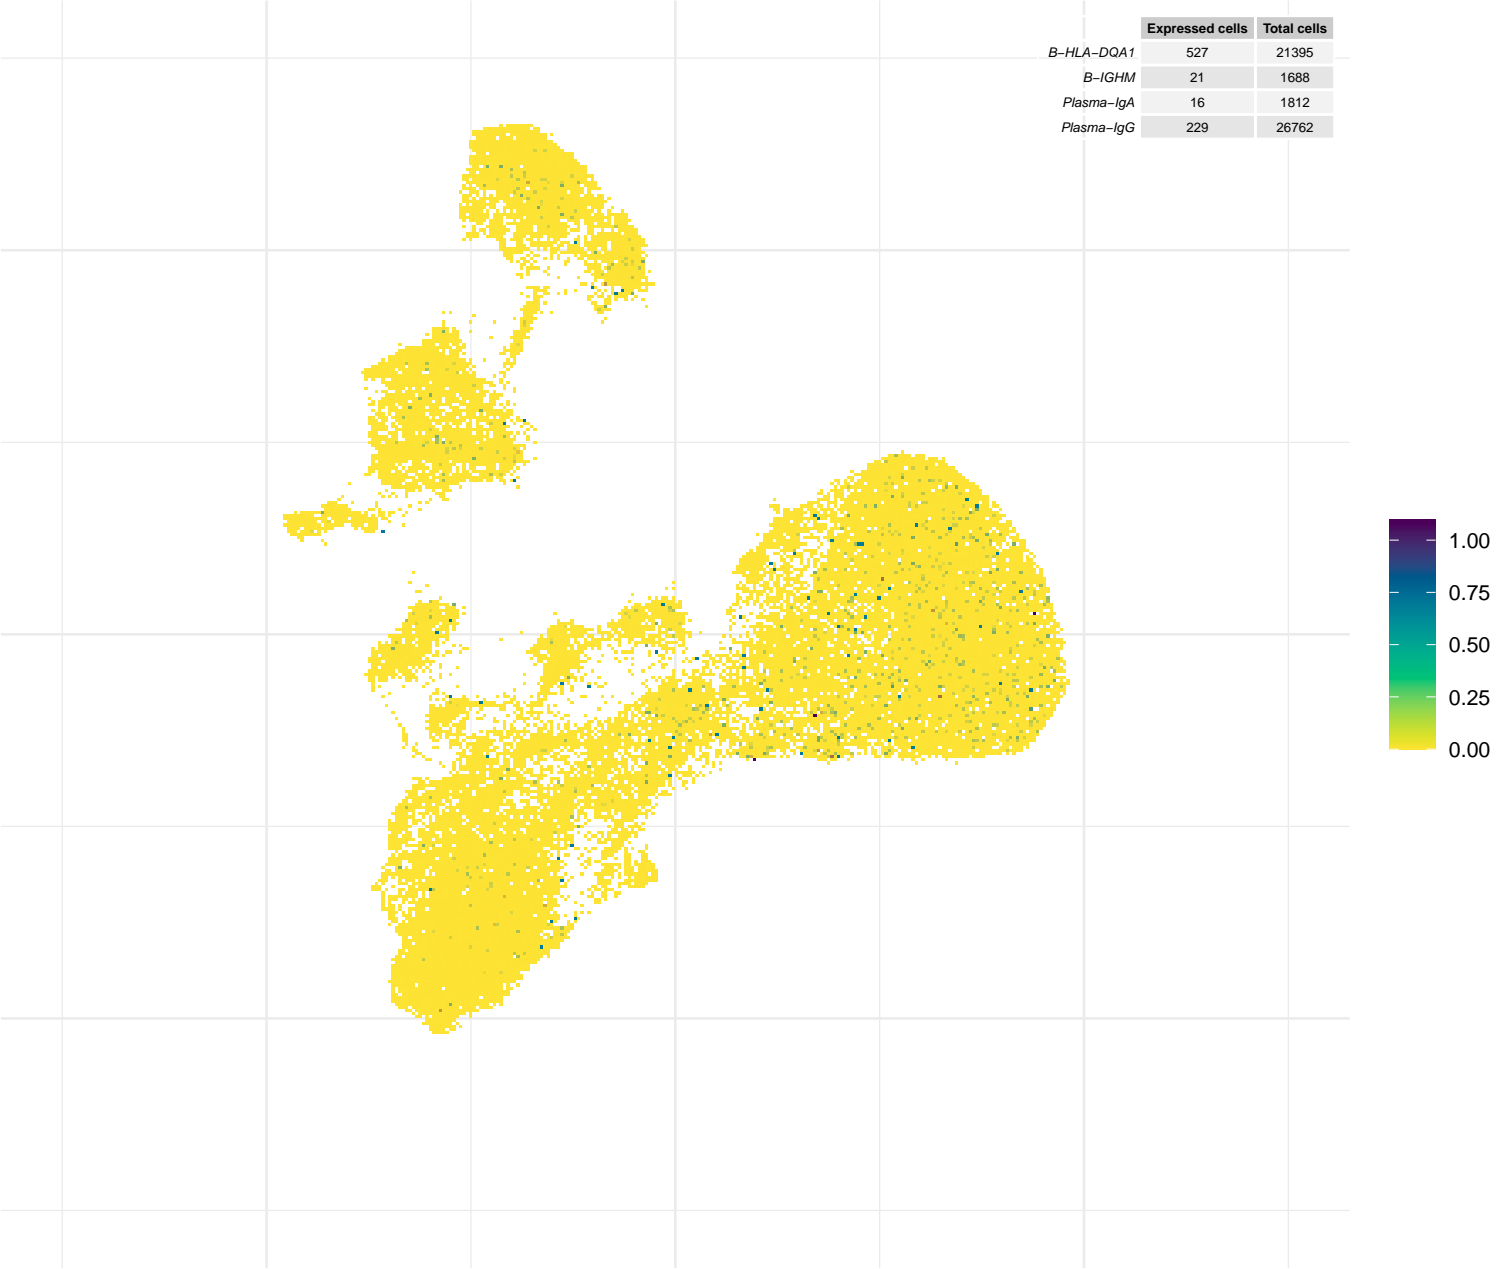 Expressed cells Total cells
B−HLA−DQA1 527 21395
B−IGHM 21 1688
Plasma−IgA 16 1812
Plasma−IgG 229 26762
1.00
0.75
0.50
0.25
0.00